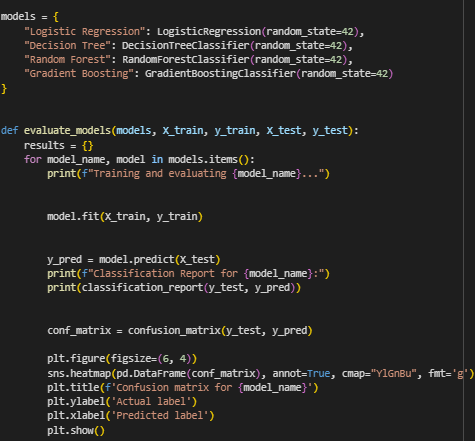 models = {
    "Logistic Regression": LogisticRegression(random_state=42),
    "Decision Tree": DecisionTreeClassifier(random_state=42),
    "Random Forest": RandomForestClassifier(random_state=42),
    "Gradient Boosting": GradientBoostingClassifier(random_state=42)
}
def evaluate_models(models, X_train, y_train, X_test, y_test):
    results = {}
    for model_name, model in models.items():
        print(f"Training and evaluating {model_name}...")
        model.fit(X_train, y_train)
        y_pred = model.predict(X_test)
        print(f"Classification Report for {model_name}:")
        print(classification_report(y_test, y_pred))
        conf_matrix = confusion_matrix(y_test, y_pred)
        plt.figure(figsize=(6, 4))
        sns.heatmap(pd.DataFrame(conf_matrix), annot=True, cmap="YlGnBu", fmt='g')
        plt.title(f'Confusion matrix for {model_name}')
        plt.ylabel('Actual label')
        plt.xlabel('Predicted label')
        plt.show()